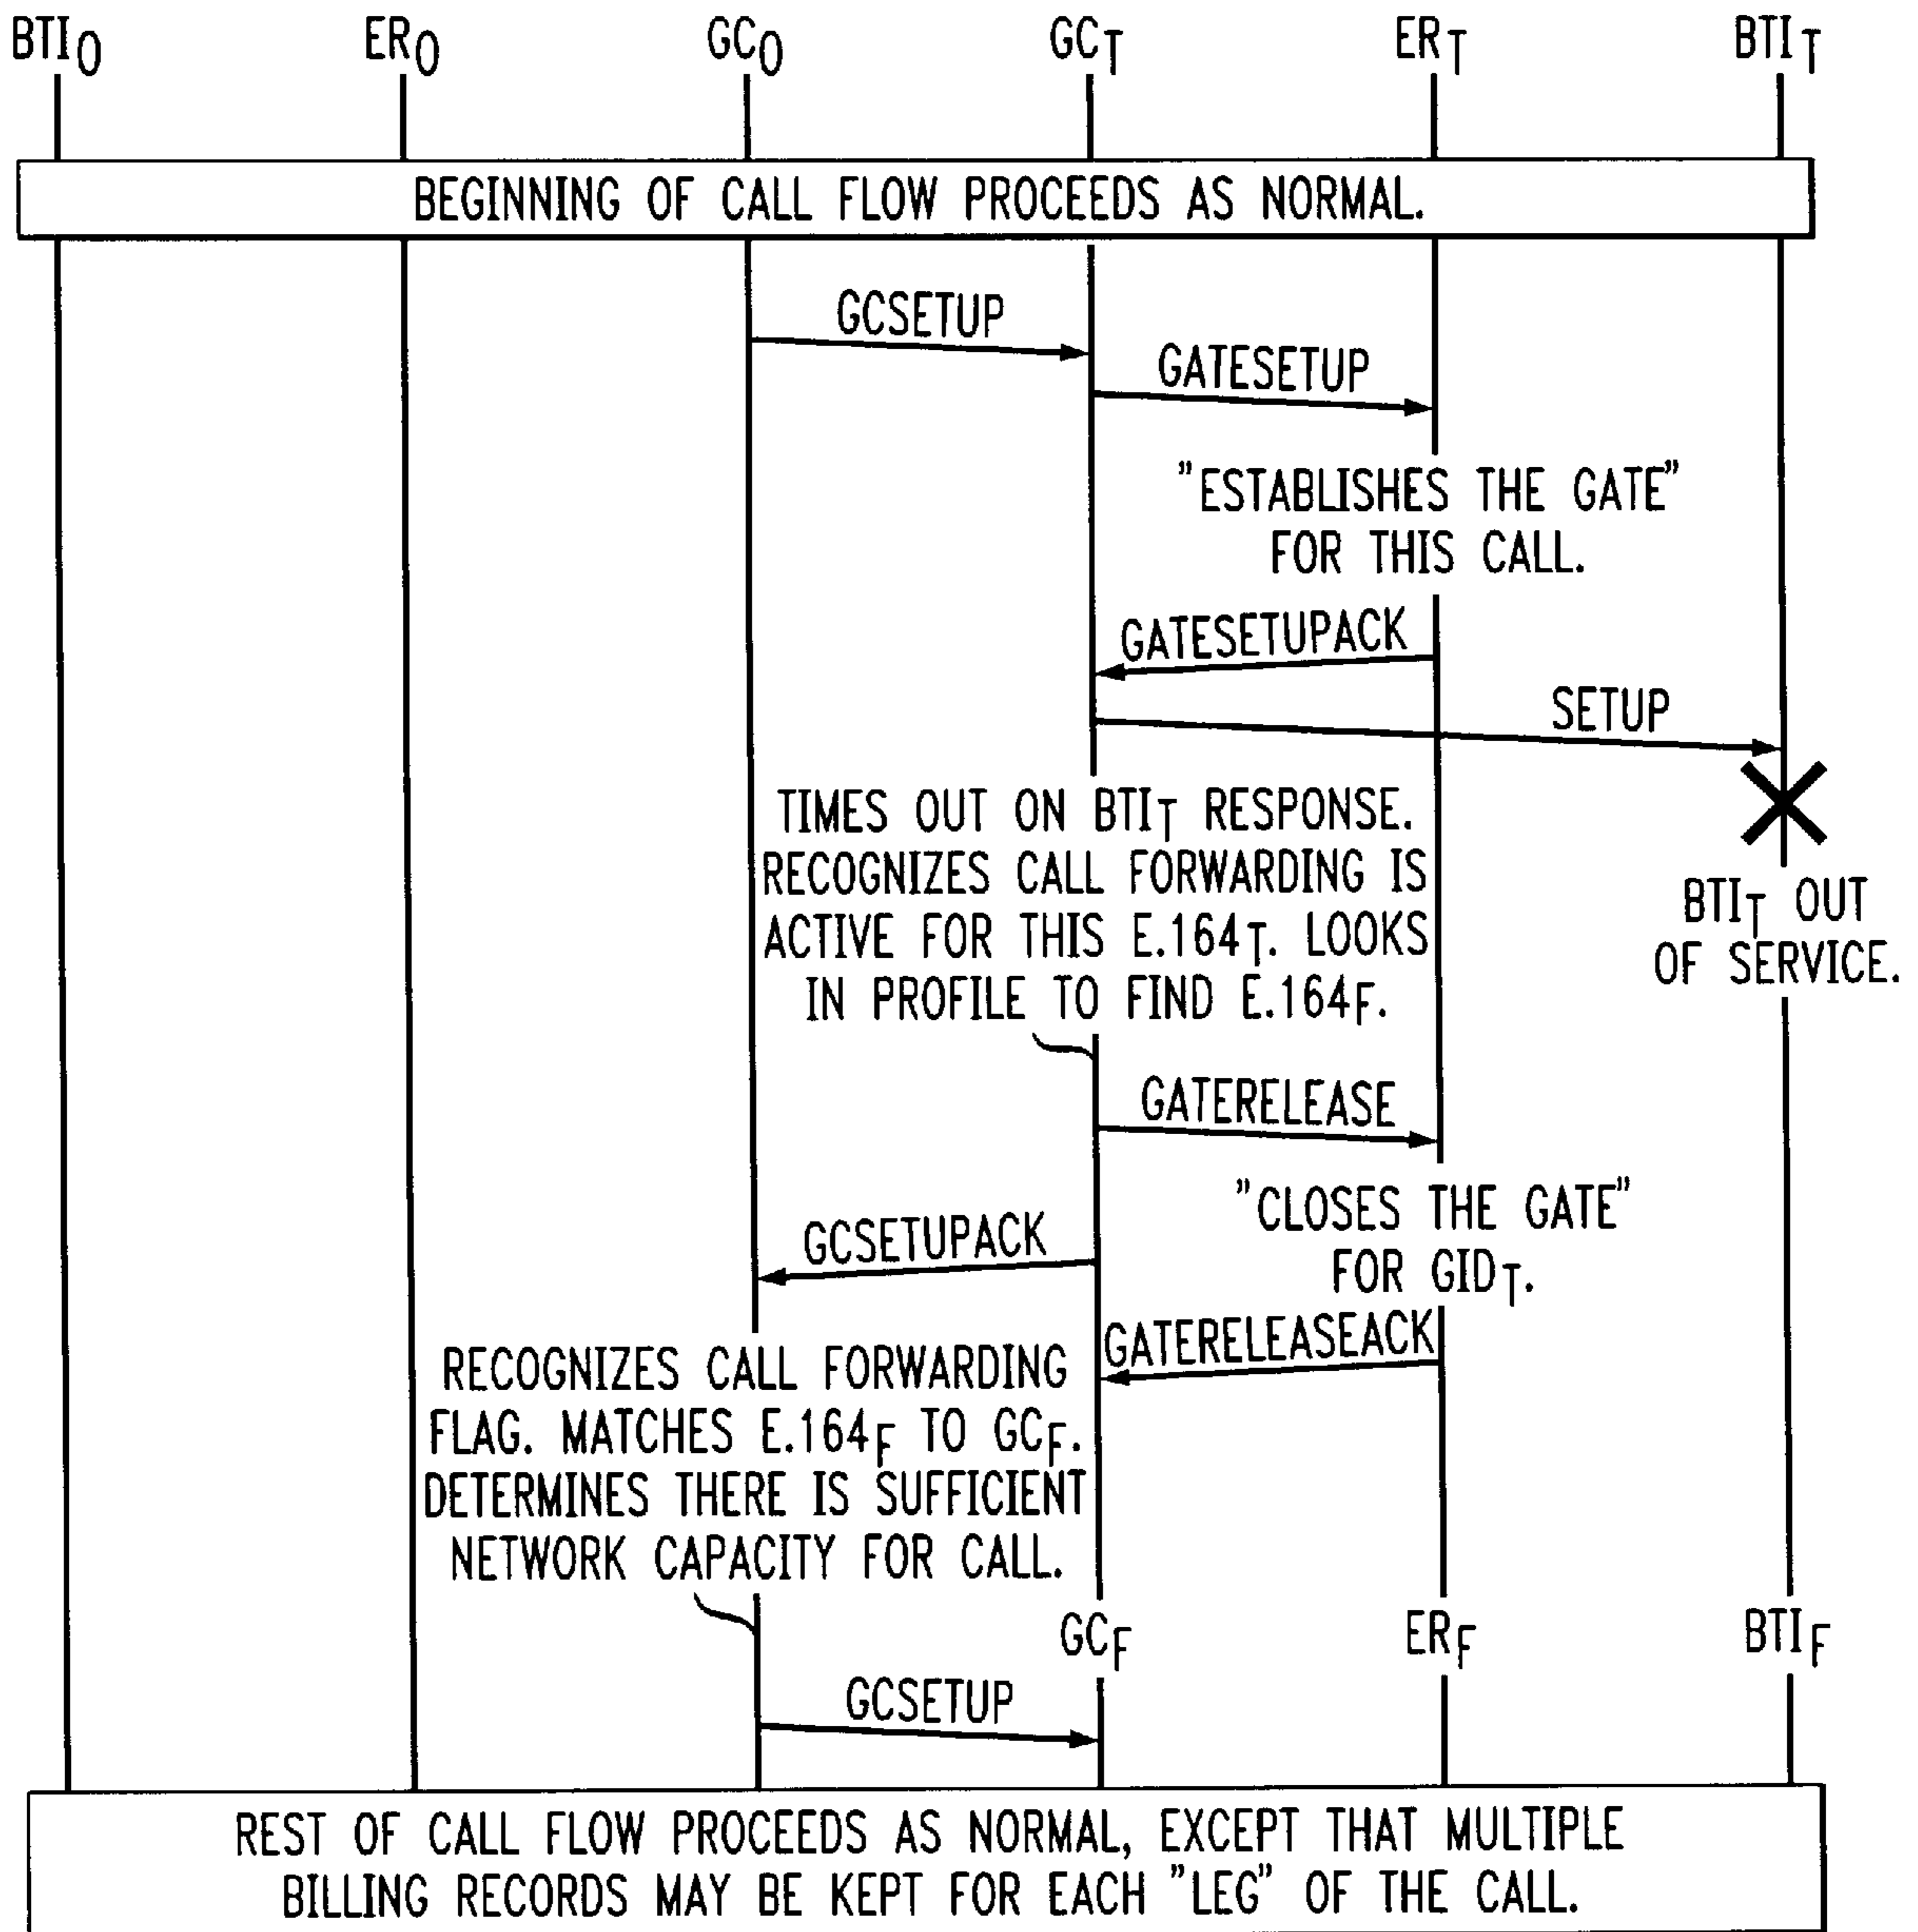 BTIO ERO GCO GCT ERT BTIT
BEGINNING OF CALL FLOW PROCEEDS AS NORMAL.
GCSETUP
GATESETUP
"ESTABLISHES THE GATE"
FOR THIS CALL.
GATESETUPACK
SETUP
TIMES OUT ON BTIT RESPONSE.
RECOGNIZES CALL FORWARDING IS
ACTIVE FOR THIS E.164T. LOOKS
IN PROFILE TO FIND E.164F.
BTIT OUT
OF SERVICE.
GATERELEASE
"CLOSES THE GATE"
FOR GIDT.
GCSETUPACK
GATERELEASEACK
RECOGNIZES CALL FORWARDING
FLAG. MATCHES E.164F TO GCF.
DETERMINES THERE IS SUFFICIENT
NETWORK CAPACITY FOR CALL.
GCF ERF BTIF
GCSETUP
REST OF CALL FLOW PROCEEDS AS NORMAL, EXCEPT THAT MULTIPLE
BILLING RECORDS MAY BE KEPT FOR EACH "LEG" OF THE CALL.